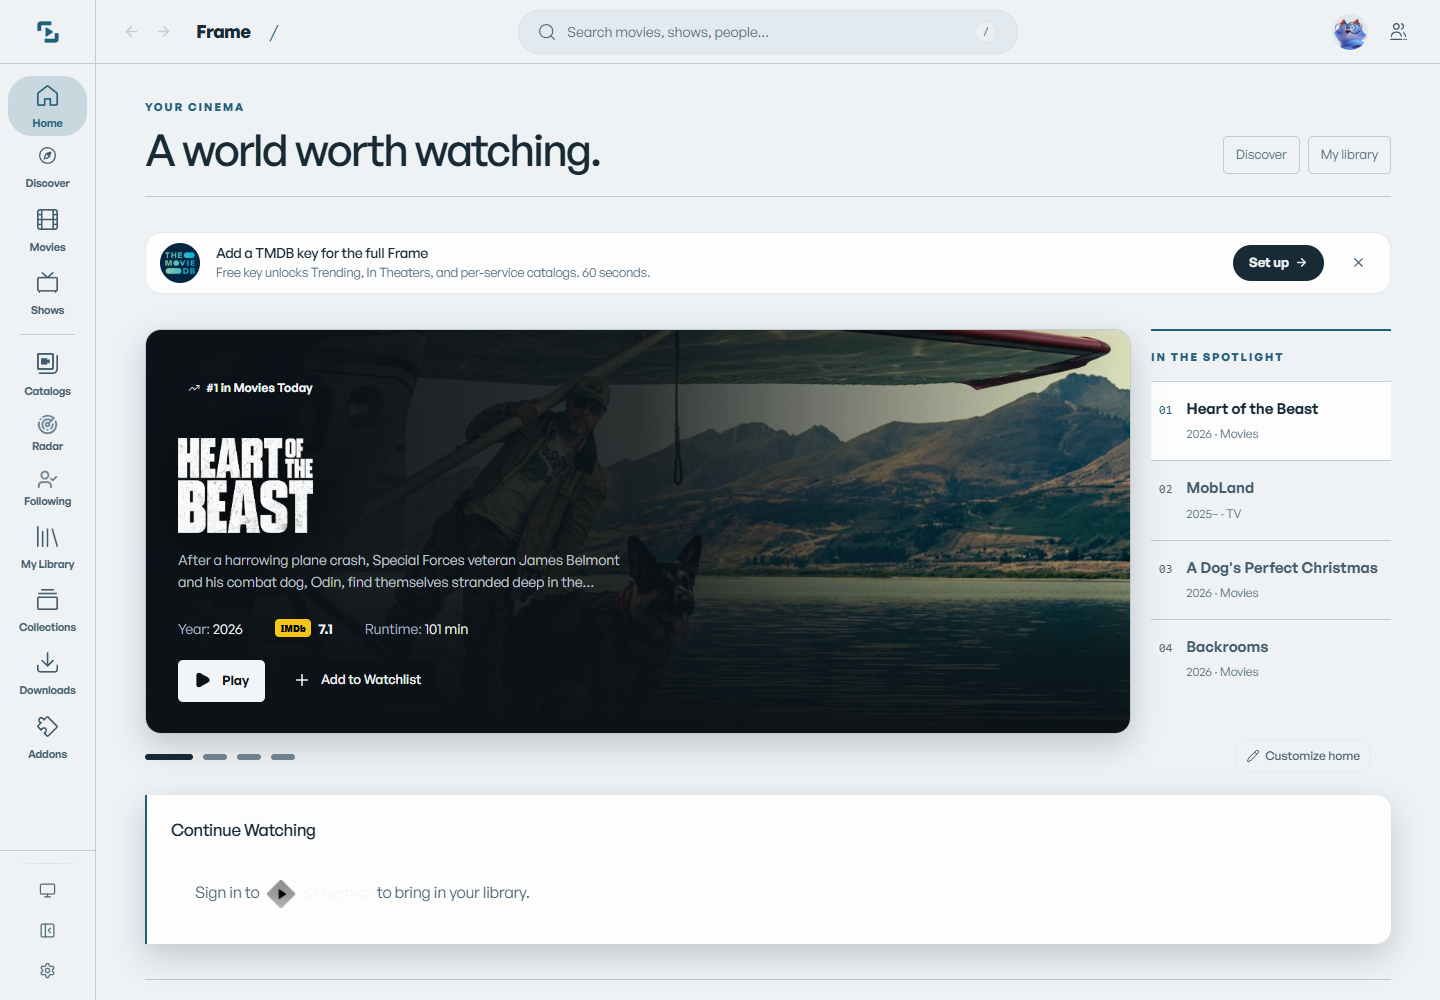 Frame /
Search movies, shows, people...
/
Home
Discover
Movies
Shows
Catalogs
Radar
Following
My Library
Collections
Downloads
Addons
YOUR CINEMA
A world worth watching.
Discover
My library
THE
MOVIE
DB
Add a TMDB key for the full Frame
Free key unlocks Trending, In Theaters, and per-service catalogs. 60 seconds.
Set up
#1 in Movies Today
HEART OF THE
BEAST
After a harrowing plane crash, Special Forces veteran James Belmont
and his combat dog, Odin, find themselves stranded deep in the...
Year: 2026
IMDb 7.1
Runtime: 101 min
Play
Add to Watchlist
IN THE SPOTLIGHT
01 Heart of the Beast
2026 · Movies
02 MobLand
2025– · TV
03 A Dog's Perfect Christmas
2026 · Movies
04 Backrooms
2026 · Movies
Customize home
Continue Watching
Sign in to stremio to bring in your library.